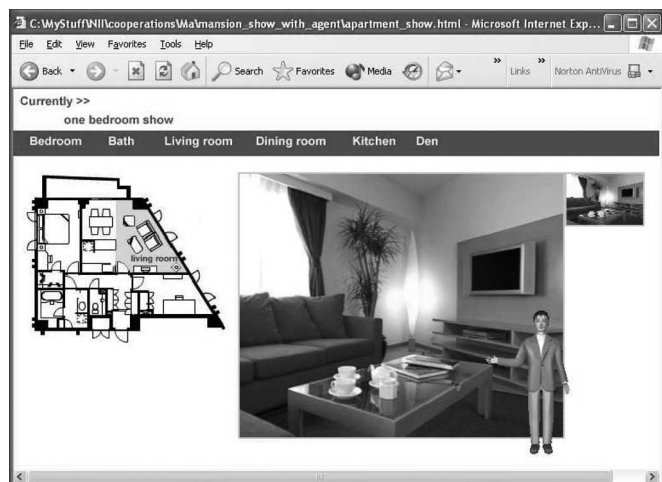 C:\MyStuff\NII\cooperations\Ma\mansion_show_with_agent\apartment_show.html - Microsoft Internet Exp...
File Edit View Favorites Tools Help
Back Search Favorites Media Links Norton AntiVirus
Currently >>
one bedroom show
Bedroom Bath Living room Dining room Kitchen Den
living room